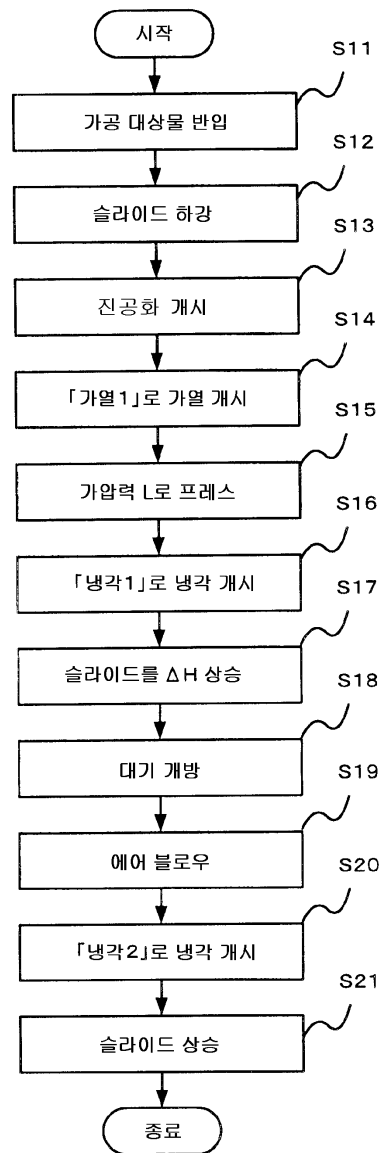 시작
S11
가공 대상물 반입
S12
슬라이드 하강
S13
진공화 개시
S14
「가열1」로 가열 개시
S15
가압력 L로 프레스
S16
「냉각1」로 냉각 개시
S17
슬라이드를 ΔH 상승
S18
대기 개방
S19
에어 블로우
S20
「냉각2」로 냉각 개시
S21
슬라이드 상승
종료